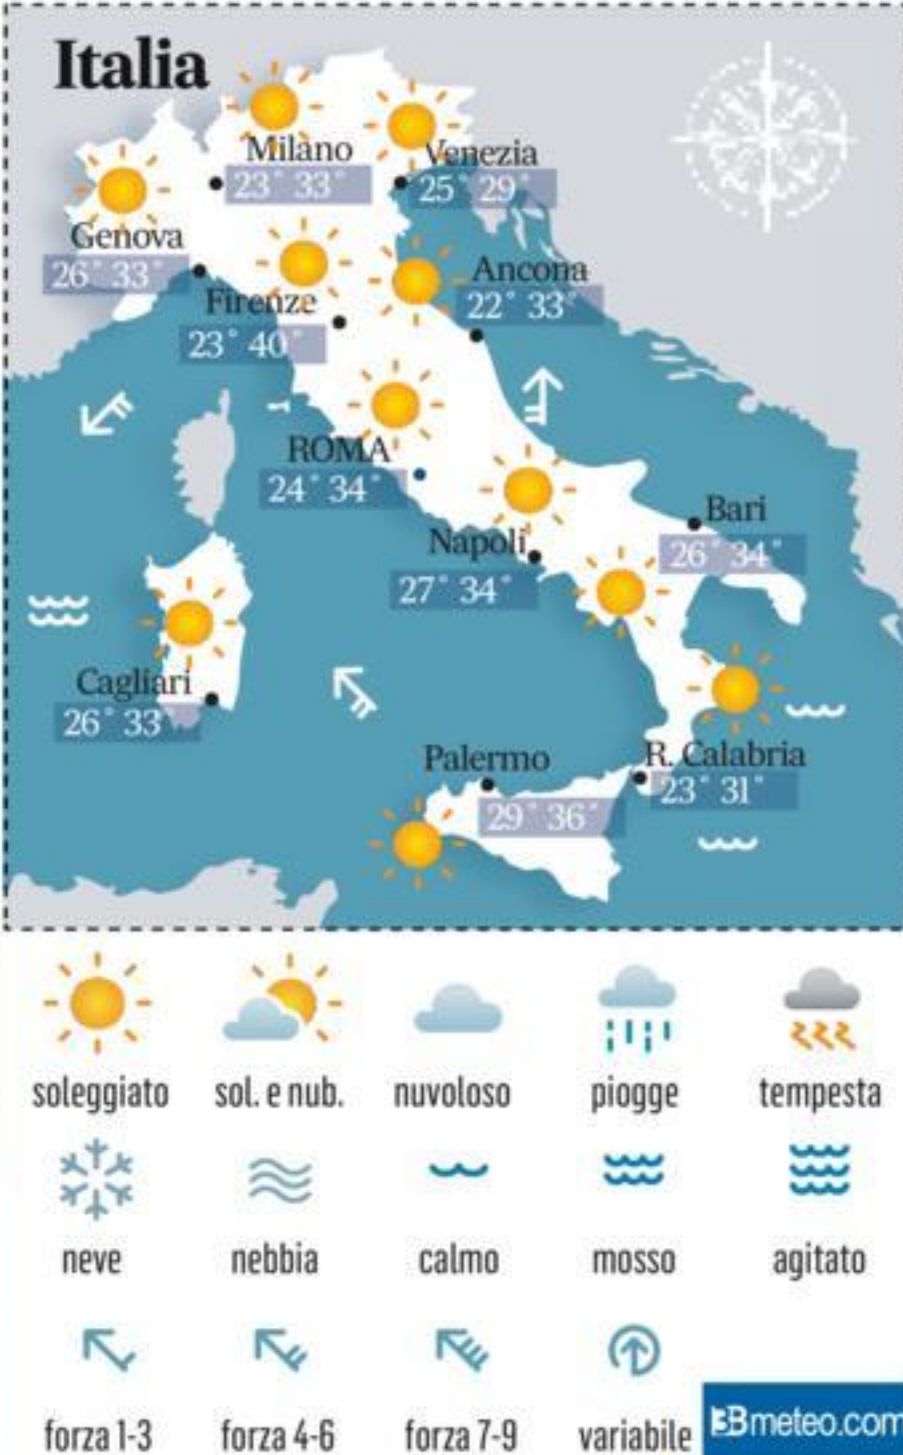 Italia
Milano
23° 33°
Venezia
25° 29°
Genova
26° 33°
Ancona
22° 33°
Firenze
23° 40°
ROMA
24° 34°
Bari
26° 34°
Napoli
27° 34°
Cagliari
26° 33°
Palermo
29° 36°
R. Calabria
23° 31°
soleggiato sol. e nub. nuvoloso piogge tempesta
neve nebbia calmo mosso agitato
forza 1-3 forza 4-6 forza 7-9 variabile
3Bmeteo.com